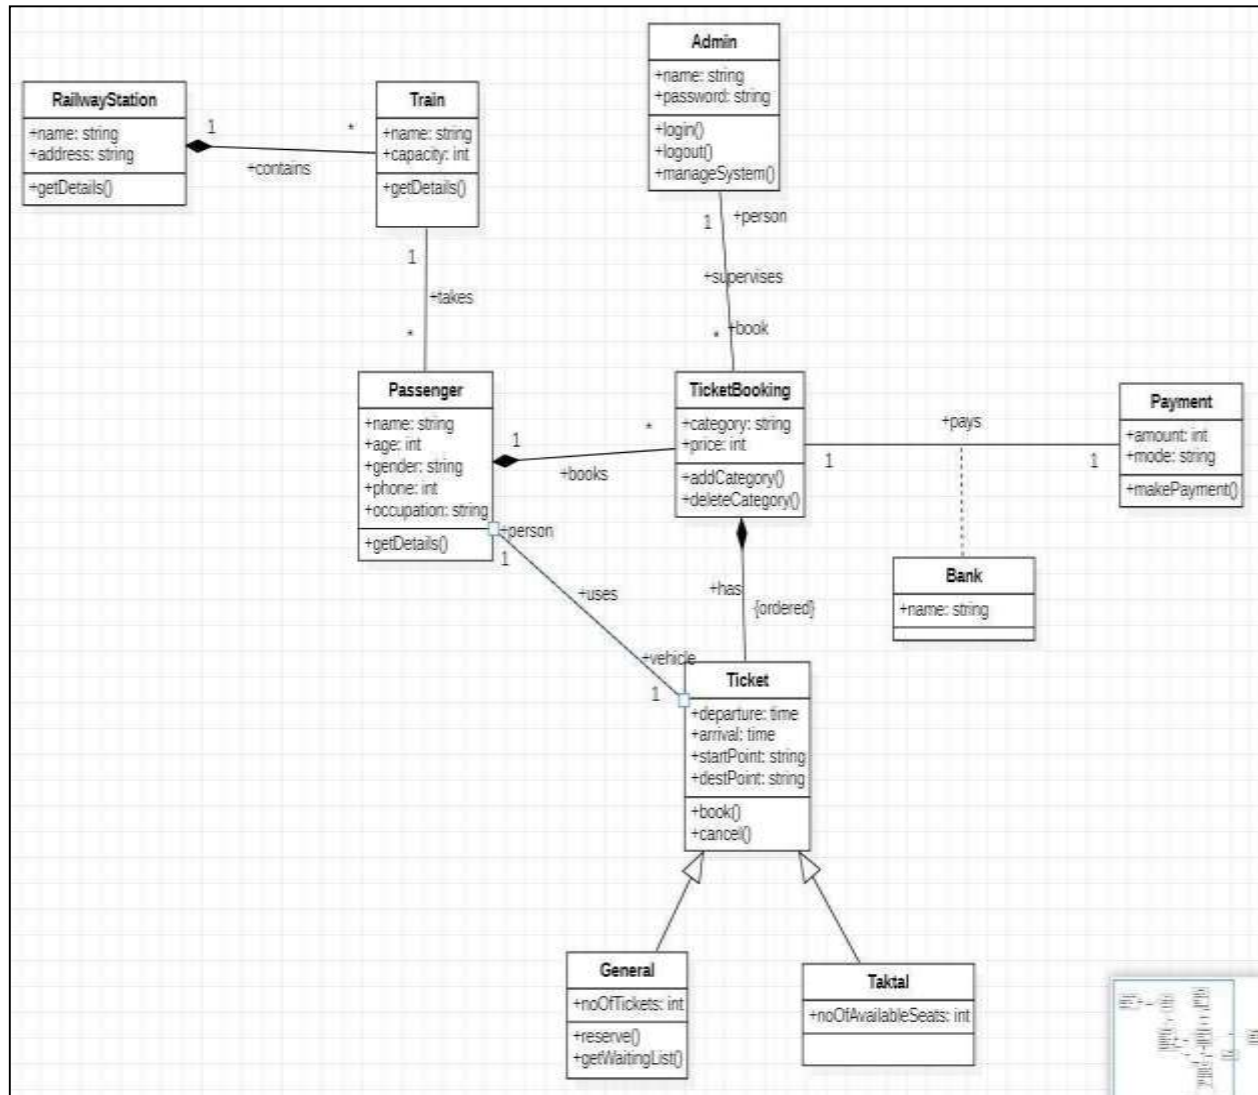 Admin
+name: string
+password: string
+login()
+logout()
+manageSystem()
RailwayStation
+name: string
+address: string
+getDetails()
1
*
+contains
Train
+name: string
+capacity: int
+getDetails()
1
+takes
*
1
+person
+supervises
*
+book
Passenger
+name: string
+age: int
+gender: string
+phone: int
+occupation: string
+getDetails()
1
*
+books
TicketBooking
+category: string
+price: int
+addCategory()
+deleteCategory()
+pays
1
1
Payment
+amount: int
+mode: string
+makePayment()
+person
1
+uses
+vehicle
1
+has
{ordered}
Bank
+name: string
Ticket
+departure: time
+arrival: time
+startPoint: string
+destPoint: string
+book()
+cancel()
General
+noOfTickets: int
+reserve()
+getWaitingList()
Taktal
+noOfAvailableSeats: int